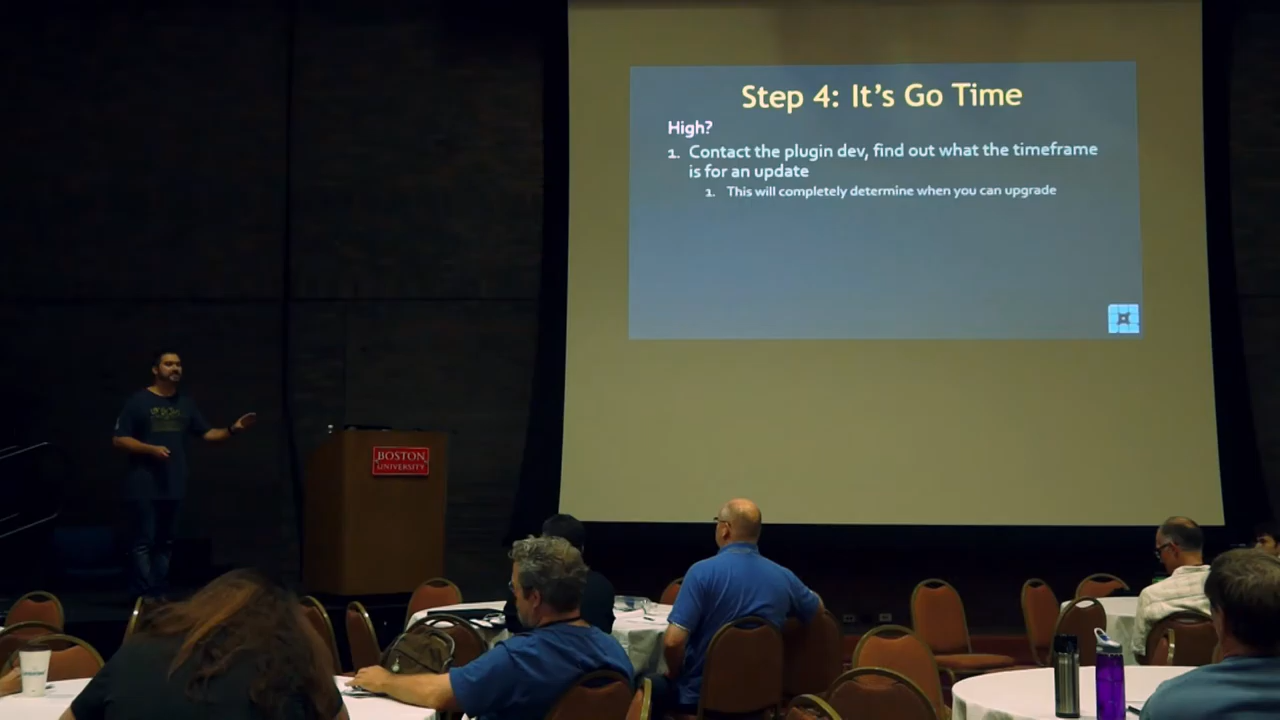 Step 4: It's Go Time
High?
1. Contact the plugin dev, find out what the timeframe
is for an update
1. This will completely determine when you can upgrade
BOSTON
UNIVERSITY